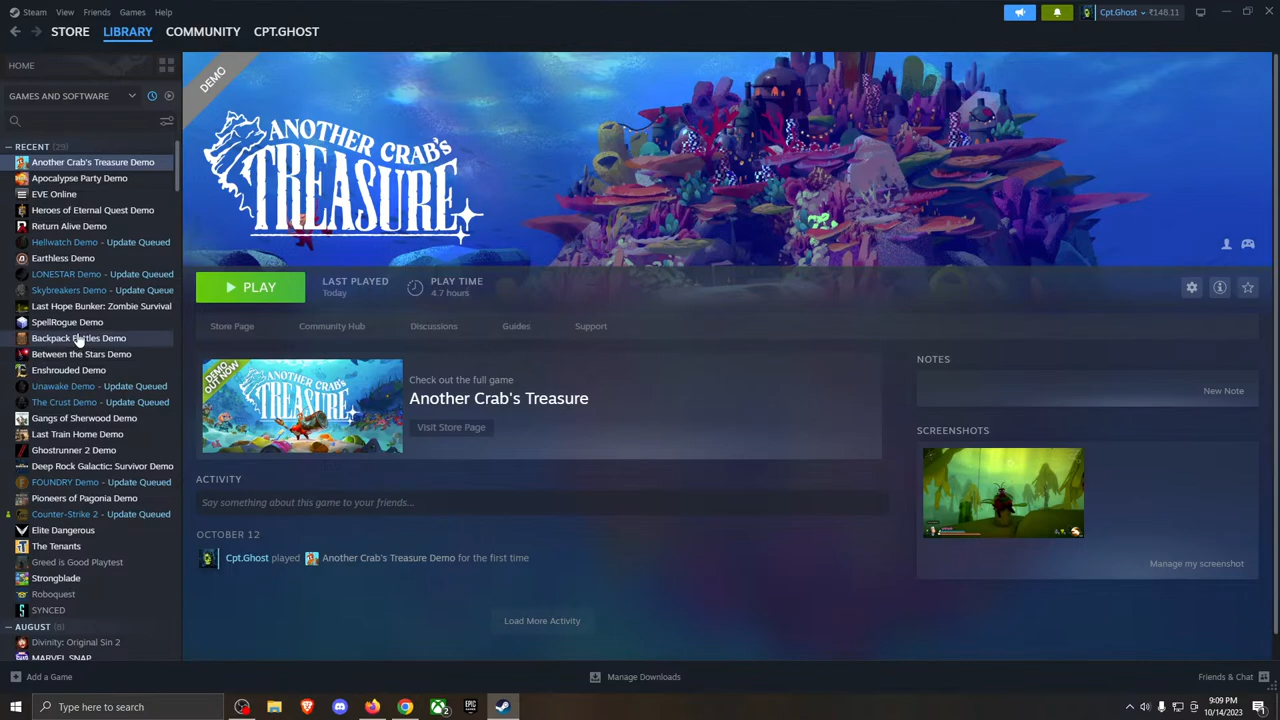 Steam View Friends Games Help
Cpt.Ghost ₹148.11
STORE LIBRARY COMMUNITY CPT.GHOST
HOME
GAMES AND SOFTWARE
RECENT (29)
Another Crab's Treasure Demo
Apocalypse Party Demo
EVE Online
Heroes of Eternal Quest Demo
Return Alive Demo
Hellwatch Demo - Update Queued
Earthless Demo
LONESTAR Demo - Update Queued
Skybreakers Demo - Update Queue
Last Hope Bunker: Zombie Survival
SpellRogue Demo
Backpack Battles Demo
Between the Stars Demo
Enshrouded Demo
Unawake Demo - Update Queued
The Crust Demo - Update Queued
Gangs of Sherwood Demo
Last Train Home Demo
Ghostrunner 2 Demo
Deep Rock Galactic: Survivor Demo
FOUNDRY Demo - Update Queued
Pioneers of Pagonia Demo
Counter-Strike 2 - Update Queued
Elite Dangerous
The Tenants
Greed is Good Playtest
Strongblade
Roboquest
SYNCED
AUGUST (8)
Divinity: Original Sin 2
MARVEL SNAP
DEMO
ANOTHER CRAB'S
TREASURE
PLAY
LAST PLAYED
Today
PLAY TIME
4.7 hours
Store Page Community Hub Discussions Guides Support
DEMO
OUT NOW
ANOTHER CRAB'S
TREASURE
Check out the full game
Another Crab's Treasure
Visit Store Page
ACTIVITY
Say something about this game to your friends...
OCTOBER 12
Cpt.Ghost played Another Crab's Treasure Demo for the first time
Load More Activity
NOTES
New Note
SCREENSHOTS
Manage my screenshot
Add a Game
Manage Downloads
Friends & Chat
Type here to search
2
EPIC
9:09 PM
10/14/2023
1